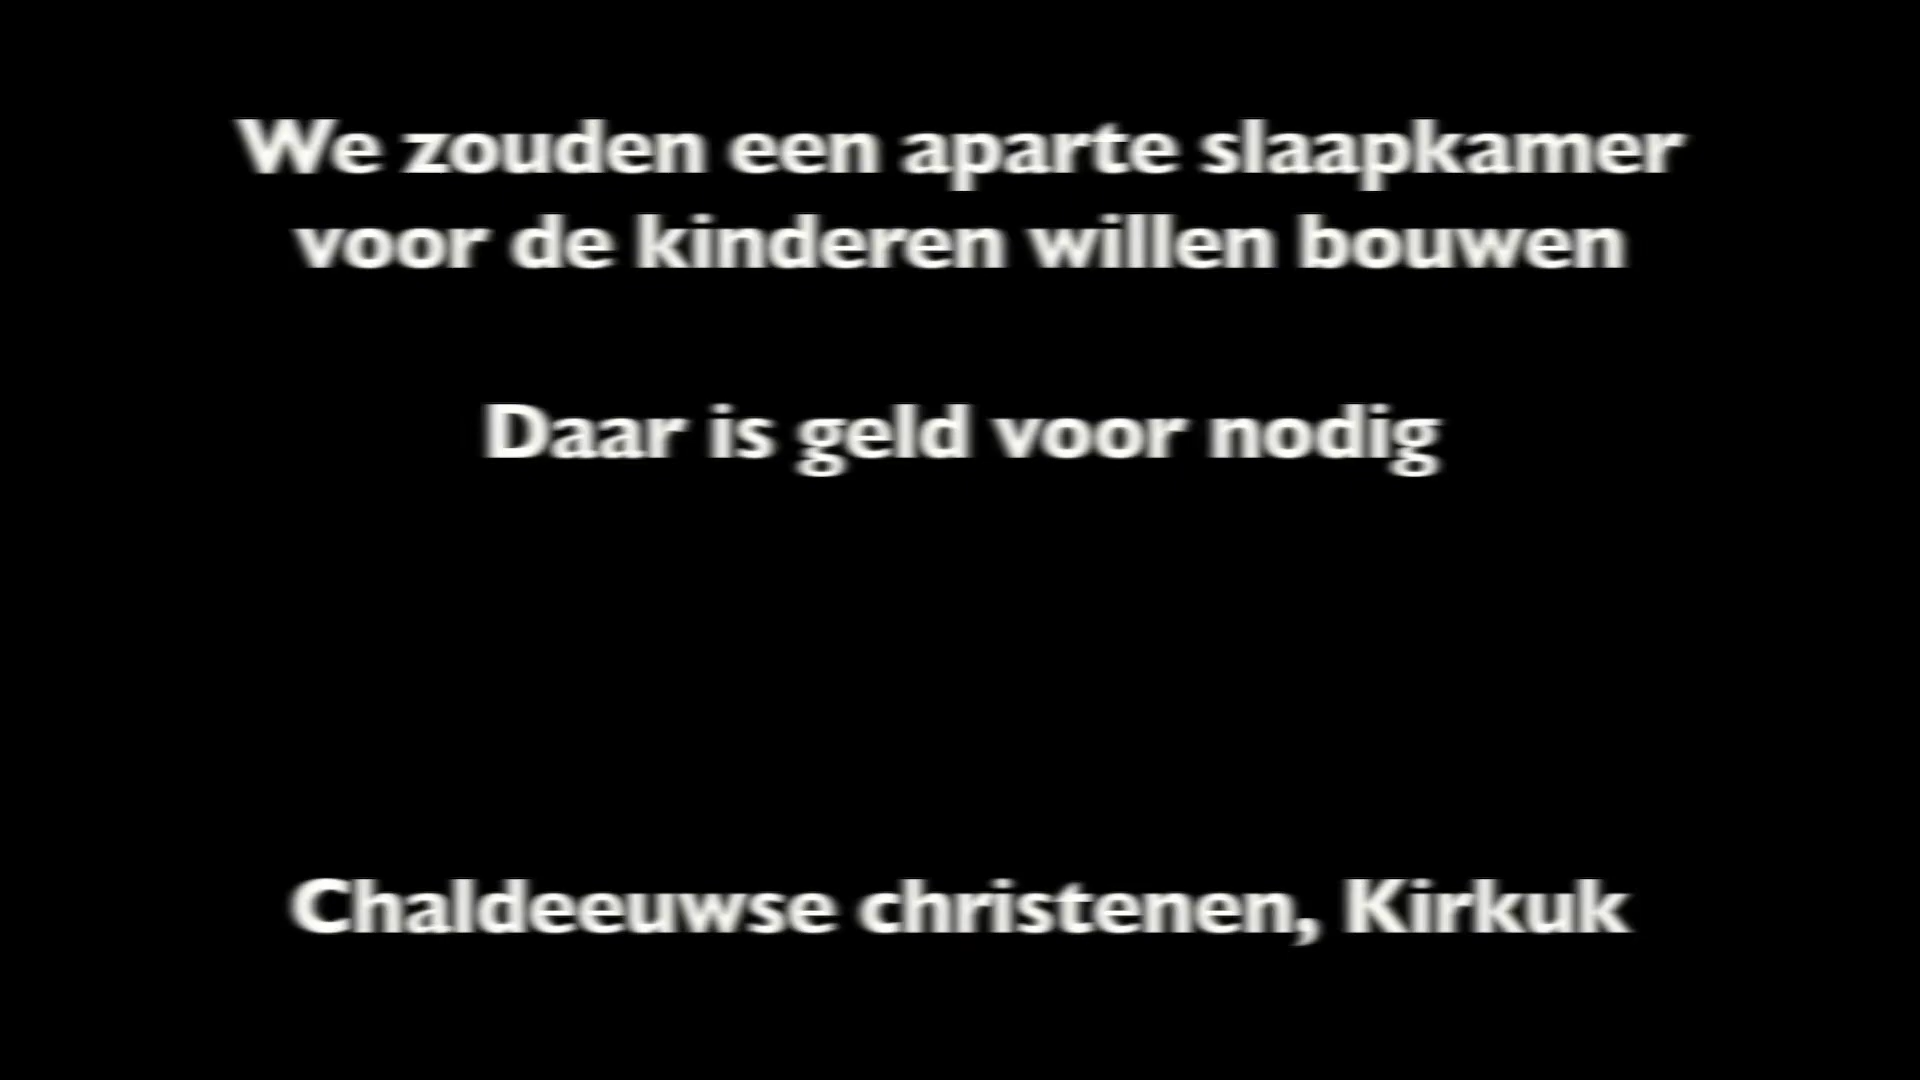 We zouden een aparte slaapkamer
voor de kinderen willen bouwen
Daar is geld voor nodig
Chaldeeuwse christenen, Kirkuk